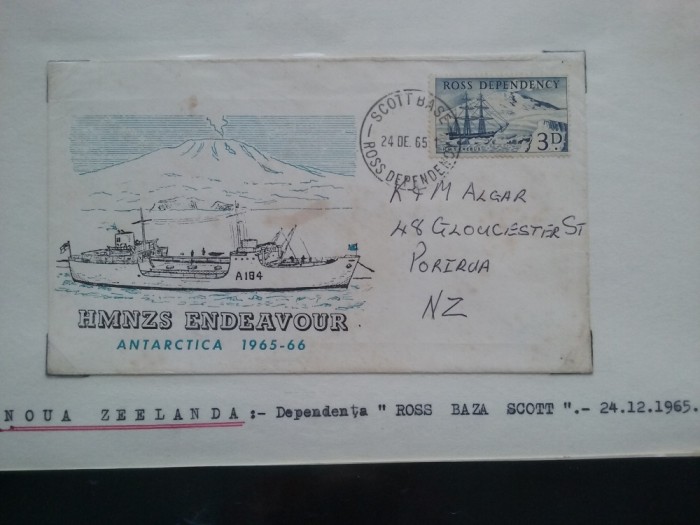 ROSS DEPENDENCY
3D
SCOTT BASE
24 DE. 65
ROSS DEPENDENCY
K & M ALGAR
48 GLOUCESTER ST
PORIRUA
NZ
A184
HMNZS ENDEAVOUR
ANTARCTICA 1965-66
NOUA ZEELANDA :- Dependenţa " ROSS BAZA SCOTT ".- 24.12.1965.